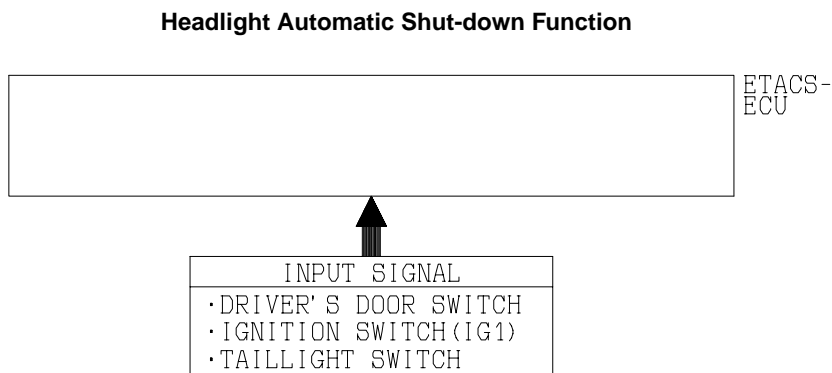 Headlight Automatic Shut-down Function
ETACS-
ECU
INPUT SIGNAL
·DRIVER'S DOOR SWITCH
·IGNITION SWITCH(IG1)
·TAILLIGHT SWITCH